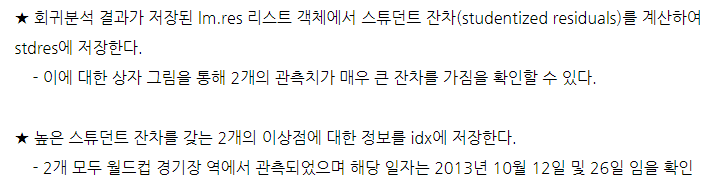 ★ 회귀분석 결과가 저장된 lm.res 리스트 객체에서 스튜던트 잔차(studentized residuals)를 계산하여
stdres에 저장한다.
- 이에 대한 상자 그림을 통해 2개의 관측치가 매우 큰 잔차를 가짐을 확인할 수 있다.
★ 높은 스튜던트 잔차를 갖는 2개의 이상점에 대한 정보를 idx에 저장한다.
- 2개 모두 월드컵 경기장 역에서 관측되었으며 해당 일자는 2013년 10월 12일 및 26일 임을 확인